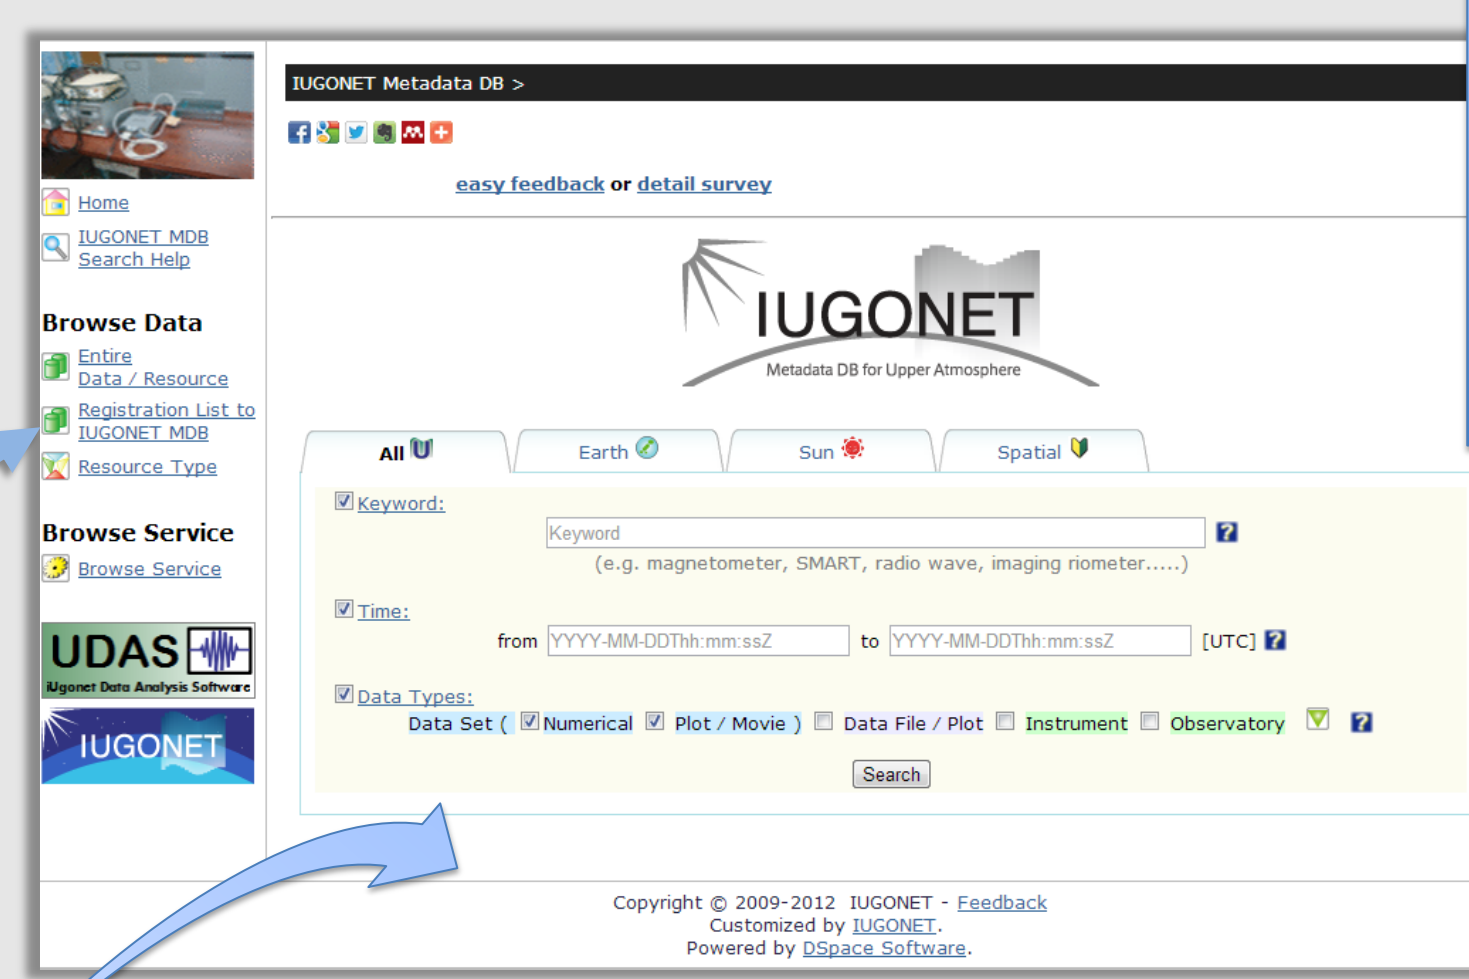 IUGONET Metadata DB >
easy feedback or detail survey
Home
IUGONET MDB
Search Help
Browse Data
Entire
Data / Resource
Registration List to
IUGONET MDB
Resource Type
Browse Service
Browse Service
UDAS
iUgonet Data Analysis Software
IUGONET
IUGONET
Metadata DB for Upper Atmosphere
All Earth Sun Spatial
Keyword:
Keyword
(e.g. magnetometer, SMART, radio wave, imaging riometer.....)
Time:
from YYYY-MM-DDThh:mm:ssZ to YYYY-MM-DDThh:mm:ssZ [UTC] ?
Data Types:
Data Set ( Numerical Plot / Movie ) Data File / Plot Instrument Observatory ?
Search
Copyright © 2009-2012 IUGONET - Feedback
Customized by IUGONET.
Powered by DSpace Software.